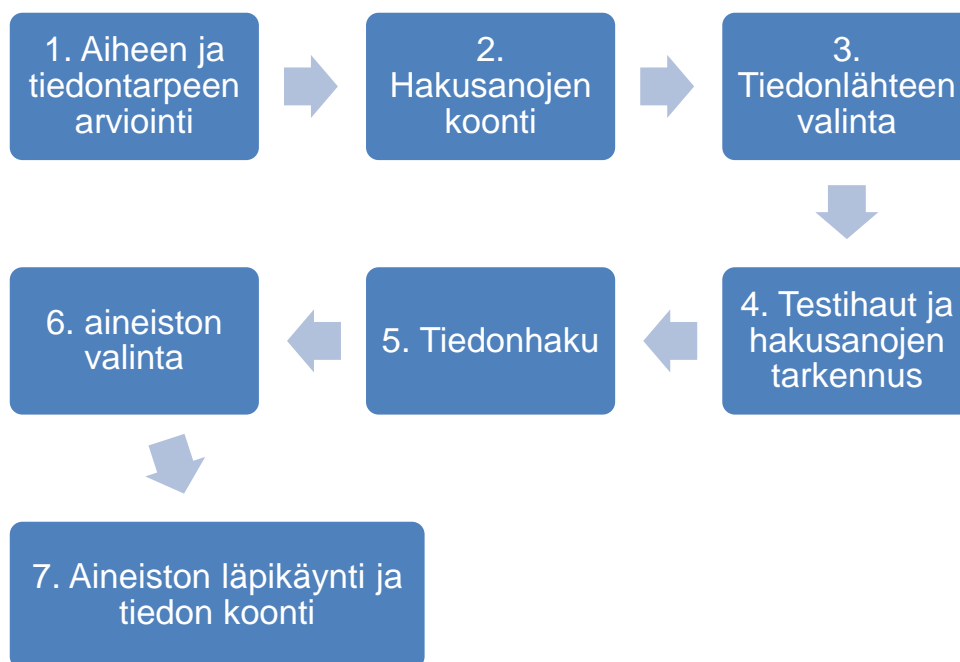 1. Aiheen ja
tiedontarpeen
arviointi
2.
Hakusanojen
koonti
3.
Tiedonlähteen
valinta
4. Testihaut ja
hakusanojen
tarkennus
5. Tiedonhaku
6. aineiston
valinta
7. Aineiston läpikäynti ja
tiedon koonti